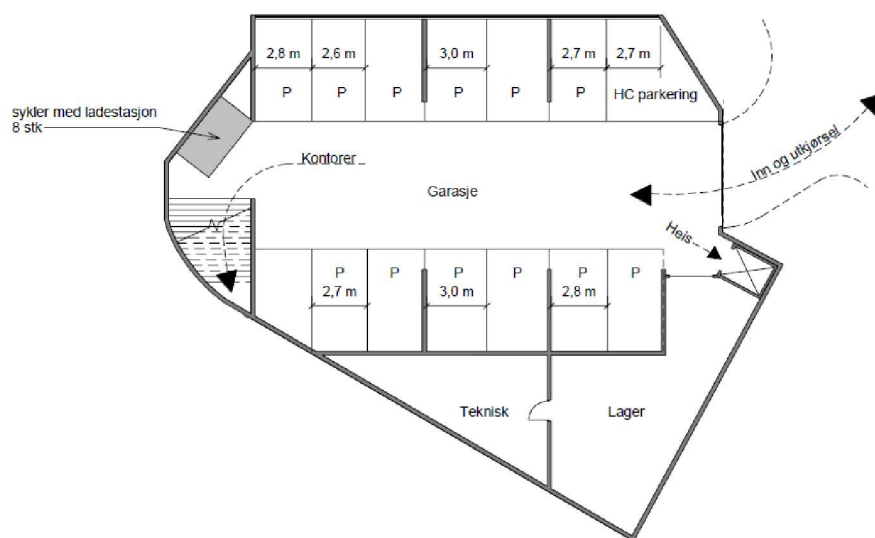 2,8 m 2,6 m 3,0 m 2,7 m 2,7 m
P P P P P P HC parkering
sykler med ladestasjon
8 stk
Kontorer
Inn og utkjørsel
Garasje
Heis
P P P P P P
2,7 m 3,0 m 2,8 m
Teknisk
Lager